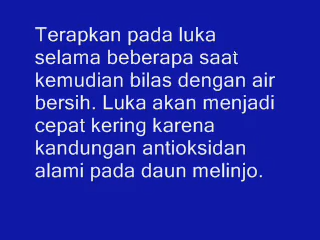 Terapkan pada luka
selama beberapa saat
kemudian bilas dengan air
bersih. Luka akan menjadi
cepat kering karena
kandungan antioksidan
alami pada daun melinjo.